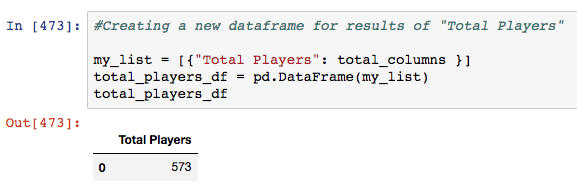 In [473]: #Creating a new dataframe for results of "Total Players"
my_list = [{"Total Players": total_columns }]
total_players_df = pd.DataFrame(my_list)
total_players_df
Out[473]:
Total Players
0 573